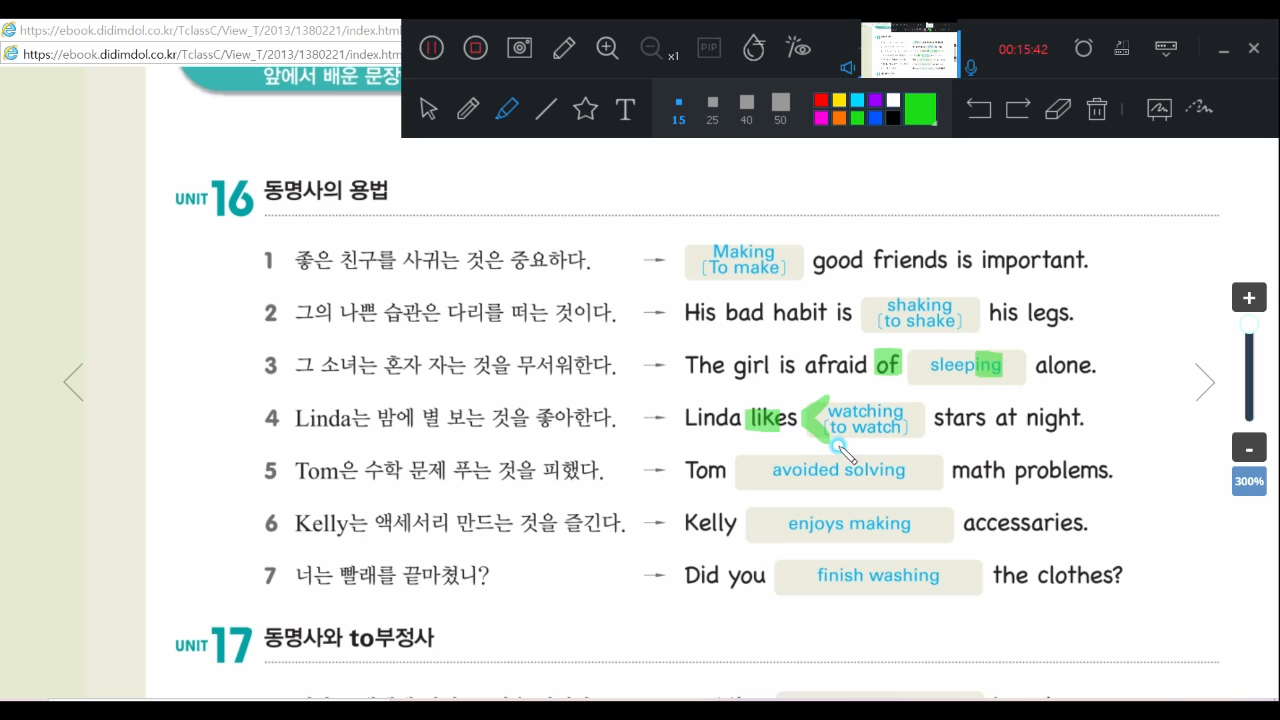 https://ebook.didimdol.co.kr/TclassC/View_T/2013/1380221/index.html
https://ebook.didimdol.co.kr/TclassC/View_T/2013/1380221/index.htm
앞에서 배운 문장
x1
PIP
00:15:42
T
15 25 40 50
UNIT 16 동명사의 용법
1 좋은 친구를 사귀는 것은 중요하다. → Making [To make] good friends is important.
2 그의 나쁜 습관은 다리를 떠는 것이다. → His bad habit is shaking [to shake] his legs.
3 그 소녀는 혼자 자는 것을 무서워한다. → The girl is afraid of sleeping alone.
4 Linda는 밤에 별 보는 것을 좋아한다. → Linda likes watching [to watch] stars at night.
5 Tom은 수학 문제 푸는 것을 피했다. → Tom avoided solving math problems.
6 Kelly는 액세서리 만드는 것을 즐긴다. → Kelly enjoys making accessaries.
7 너는 빨래를 끝마쳤니? → Did you finish washing the clothes?
UNIT 17 동명사와 to부정사
+
-
300%